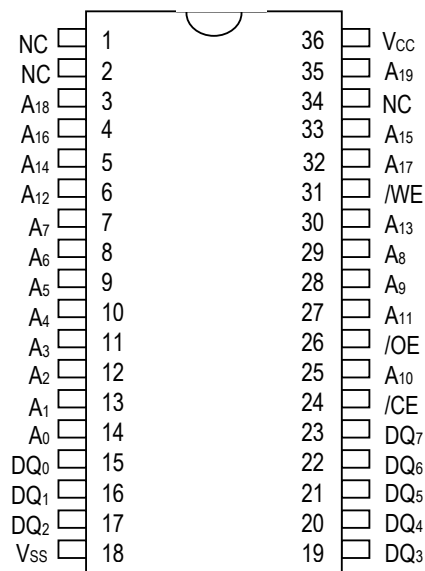 NC 1 36 VCC
NC 2 35 A19
A18 3 34 NC
A16 4 33 A15
A14 5 32 A17
A12 6 31 /WE
A7 7 30 A13
A6 8 29 A8
A5 9 28 A9
A4 10 27 A11
A3 11 26 /OE
A2 12 25 A10
A1 13 24 /CE
A0 14 23 DQ7
DQ0 15 22 DQ6
DQ1 16 21 DQ5
DQ2 17 20 DQ4
VSS 18 19 DQ3